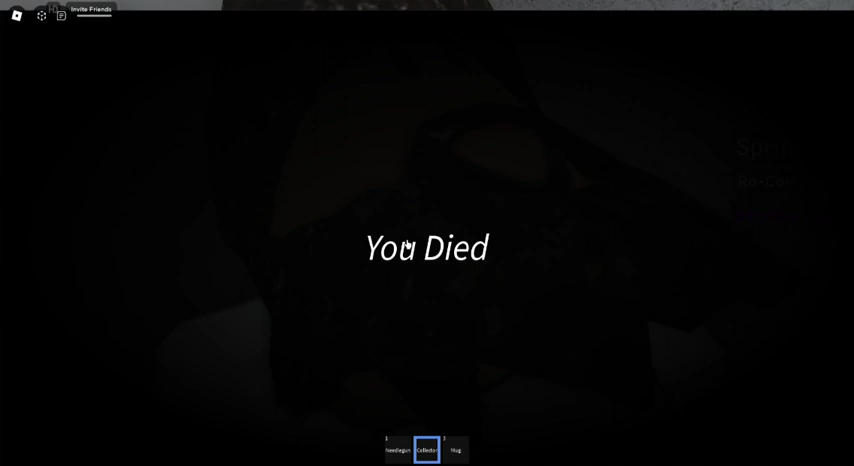 Invite Friends
You Died
1
3
Needlegun
Collector
Mug